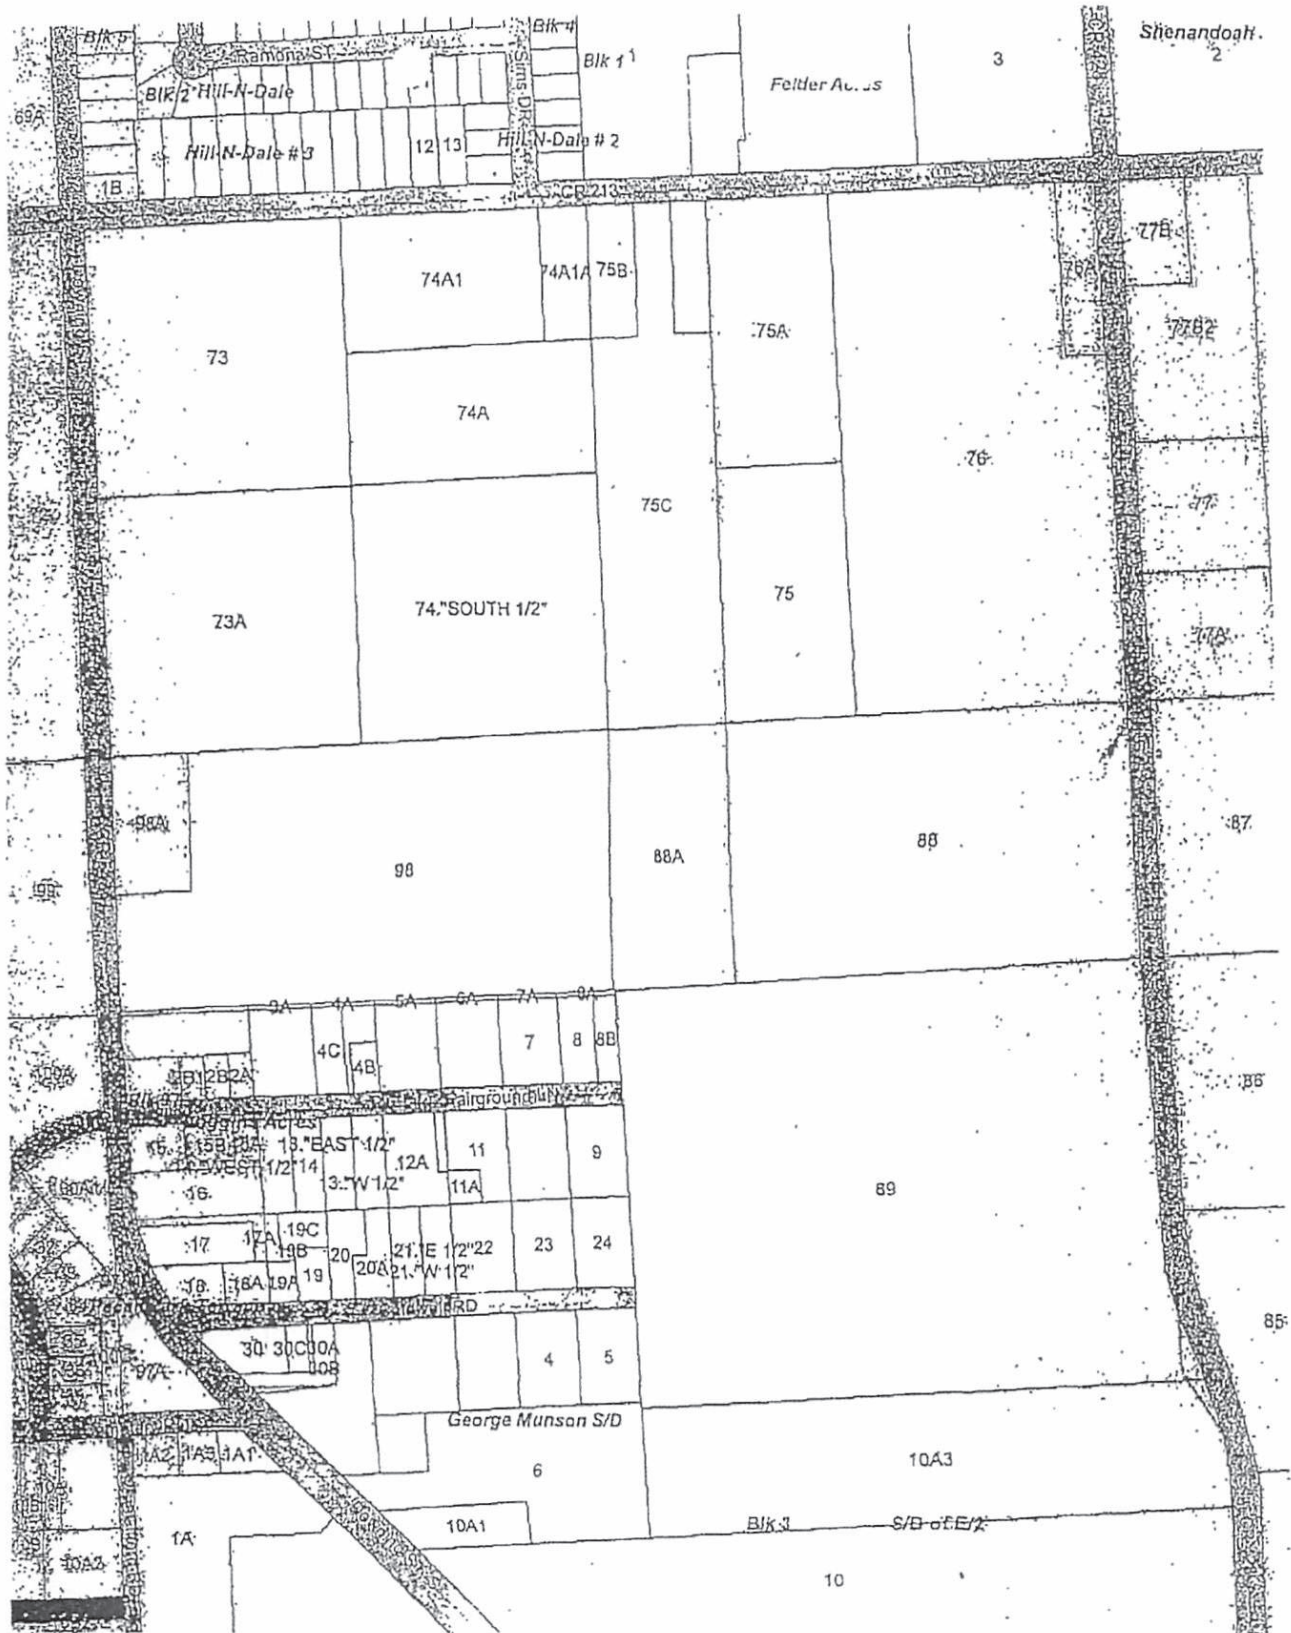 Blk 5
Blk 4
Shenandoah
2
Ramona ST
Sims DR
Blk 1
3
Felder
Blk 2 Hill-N-Dale
69A
Hill-N-Dale # 3
12
13
Hill-N-Dale # 2
1B
CR 213
77B
74A1
74A1A
75B
76A
73
75A
77B2
74A
76
75C
77
73A
74."SOUTH 1/2"
75
77A
98A
98
88A
88
87
99
3A
4A
5A
6A
7A
8A
4C
4B
7
8
8B
2B1
2B2A
86
15
15B
13."EAST 1/2"
"WEST 1/2"
14
3."W 1/2"
12A
11
11A
9
16
89
17
17A
19C
19B
20
20A
21."E 1/2"
21."W 1/2"
22
23
24
18
18A
19A
19
RD
85
30
30C
30A
30B
4
5
97A
George Munson S/D
1A2
1A3
1A1
6
10A3
1A
10A1
Blk 3
S/D of E/2
10A2
10